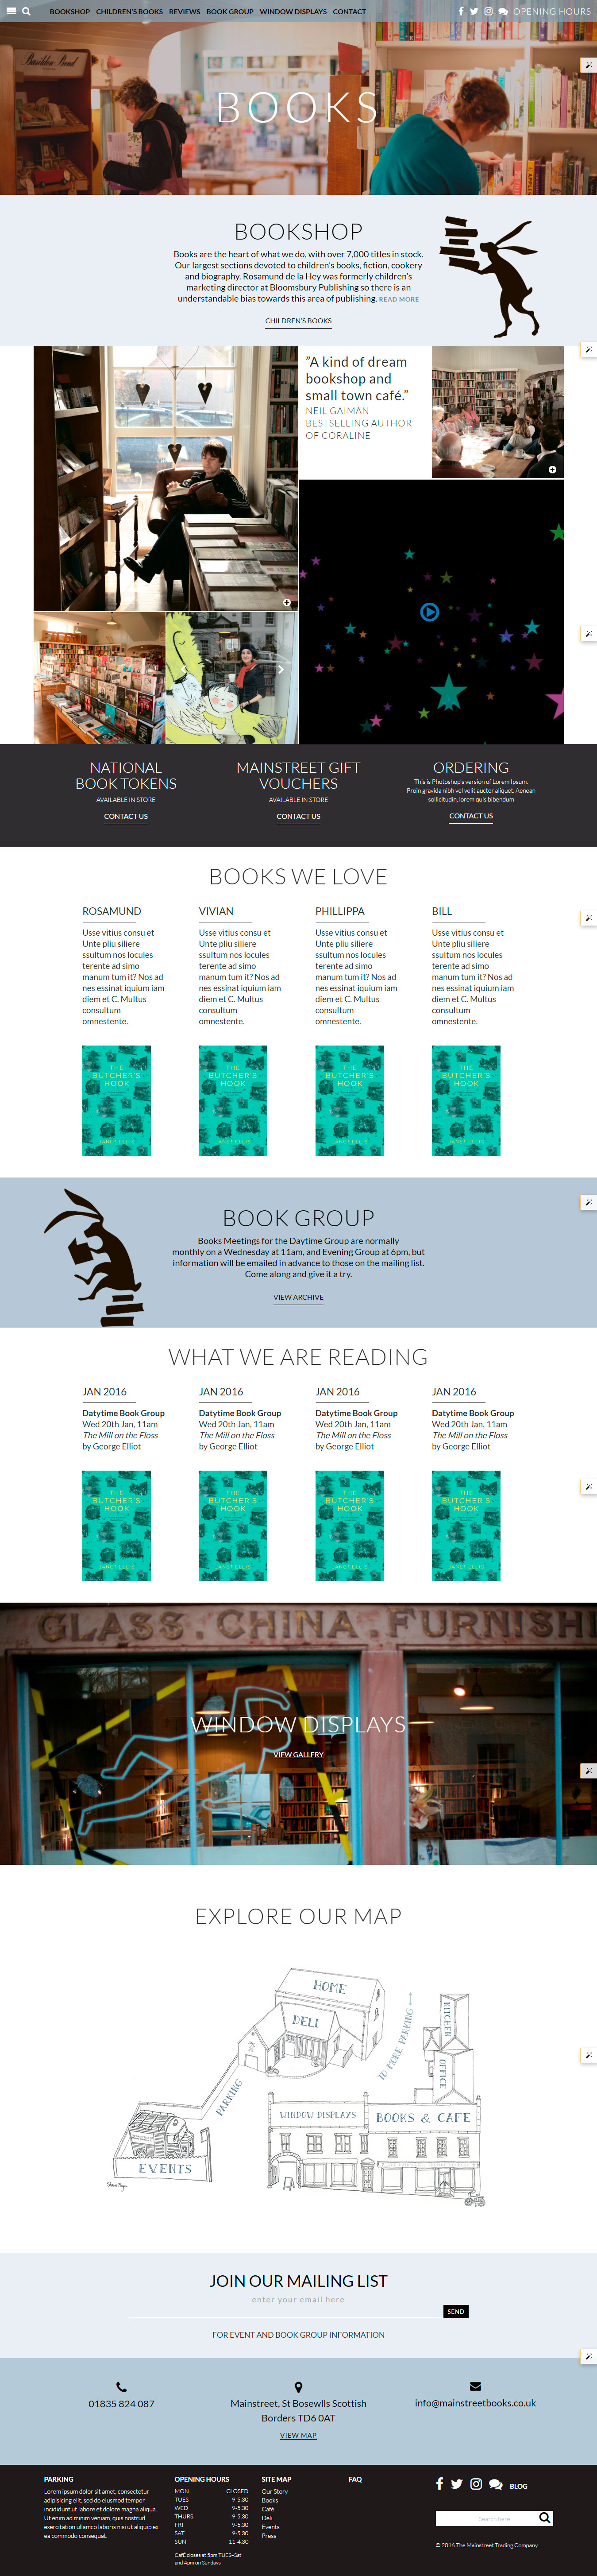 BOOKSHOP CHILDREN'S BOOKS REVIEWS BOOK GROUP WINDOW DISPLAYS CONTACT
OPENING HOURS
Basildon Bond
BOOKS
BOOKSHOP
Books are the heart of what we do, with over 7,000 titles in stock.
Our largest sections devoted to children's books, fiction, cookery
and biography. Rosamund de la Hey was formerly children's
marketing director at Bloomsbury Publishing so there is an
understandable bias towards this area of publishing. READ MORE
CHILDREN'S BOOKS
"A kind of dream
bookshop and
small town café."
NEIL GAIMAN
BESTSELLING AUTHOR
OF CORALINE
NATIONAL
BOOK TOKENS
AVAILABLE IN STORE
CONTACT US
MAINSTREET GIFT
VOUCHERS
AVAILABLE IN STORE
CONTACT US
ORDERING
This is Photoshop's version of Lorem Ipsum.
Proin gravida nibh vel velit auctor aliquet. Aenean
sollicitudin, lorem quis bibendum
CONTACT US
BOOKS WE LOVE
ROSAMUND
Usse vitius consu et
Unte pliu siliere
ssultum nos locules
terente ad simo
manum tum it? Nos ad
nes essinat iquium iam
diem et C. Multus
consultum
omnestente.
THE
BUTCHER'S
HOOK
JANET ELLIS
VIVIAN
Usse vitius consu et
Unte pliu siliere
ssultum nos locules
terente ad simo
manum tum it? Nos ad
nes essinat iquium iam
diem et C. Multus
consultum
omnestente.
THE
BUTCHER'S
HOOK
JANET ELLIS
PHILLIPPA
Usse vitius consu et
Unte pliu siliere
ssultum nos locules
terente ad simo
manum tum it? Nos ad
nes essinat iquium iam
diem et C. Multus
consultum
omnestente.
THE
BUTCHER'S
HOOK
JANET ELLIS
BILL
Usse vitius consu et
Unte pliu siliere
ssultum nos locules
terente ad simo
manum tum it? Nos ad
nes essinat iquium iam
diem et C. Multus
consultum
omnestente.
THE
BUTCHER'S
HOOK
JANET ELLIS
BOOK GROUP
Books Meetings for the Daytime Group are normally
monthly on a Wednesday at 11am, and Evening Group at 6pm, but
information will be emailed in advance to those on the mailing list.
Come along and give it a try.
VIEW ARCHIVE
WHAT WE ARE READING
JAN 2016
Datytime Book Group
Wed 20th Jan, 11am
The Mill on the Floss
by George Elliot
THE
BUTCHER'S
HOOK
JANET ELLIS
JAN 2016
Datytime Book Group
Wed 20th Jan, 11am
The Mill on the Floss
by George Elliot
THE
BUTCHER'S
HOOK
JANET ELLIS
JAN 2016
Datytime Book Group
Wed 20th Jan, 11am
The Mill on the Floss
by George Elliot
THE
BUTCHER'S
HOOK
JANET ELLIS
JAN 2016
Datytime Book Group
Wed 20th Jan, 11am
The Mill on the Floss
by George Elliot
THE
BUTCHER'S
HOOK
JANET ELLIS
GLASS.CHINA FURNISH
WINDOW DISPLAYS
VIEW GALLERY
EXPLORE OUR MAP
HOME
DELI
PARKING
TO MORE PARKING
KITCHEN
OFFICE
WINDOW DISPLAYS
BOOKS & CAFE
EVENTS
JOIN OUR MAILING LIST
enter your email here
SEND
FOR EVENT AND BOOK GROUP INFORMATION
01835 824 087
Mainstreet, St Bosewlls Scottish
Borders TD6 0AT
VIEW MAP
info@mainstreetbooks.co.uk
PARKING
Lorem ipsum dolor sit amet, consectetur
adipisicing elit, sed do eiusmod tempor
incididunt ut labore et dolore magna aliqua.
Ut enim ad minim veniam, quis nostrud
exercitation ullamco laboris nisi ut aliquip ex
ea commodo consequat.
OPENING HOURS
MON CLOSED
TUES 9-5.30
WED 9-5.30
THURS 9-5.30
FRI 9-5.30
SAT 9-5.30
SUN 11-4.30
Café closes at 5pm TUES-Sat
and 4pm on Sundays
SITE MAP
Our Story
Books
Café
Deli
Events
Press
FAQ
BLOG
Search here
© 2016 The Mainstreet Trading Company